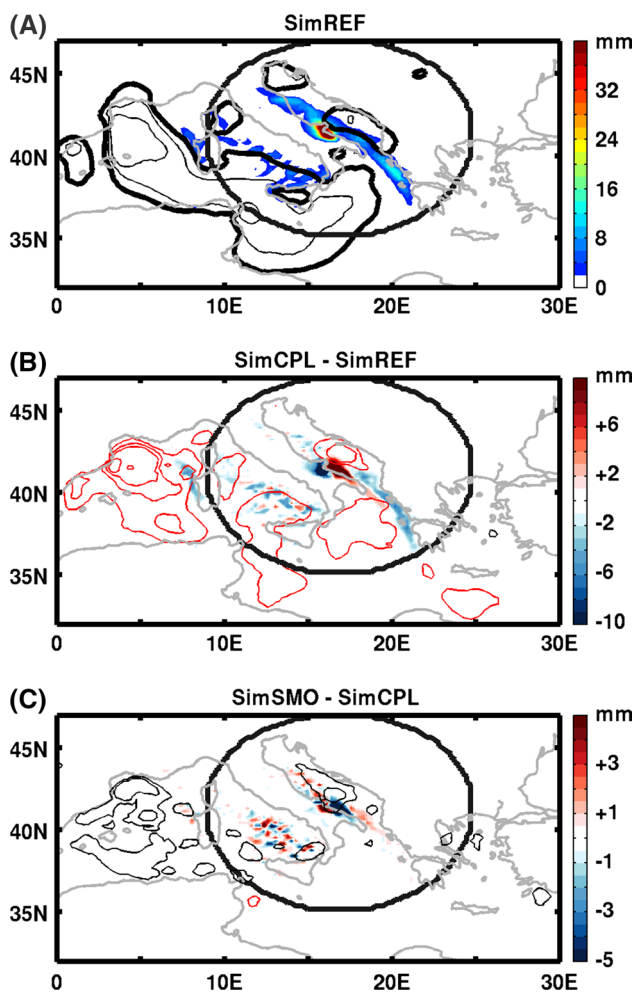 (A)
SimREF
mm
45N
40N
35N
32
24
16
8
0
0
10E
20E
30E
(B)
SimCPL - SimREF
mm
45N
40N
35N
+6
+2
-2
-6
-10
0
10E
20E
30E
(C)
SimSMO - SimCPL
mm
45N
40N
35N
+3
+1
-1
-3
-5
0
10E
20E
30E